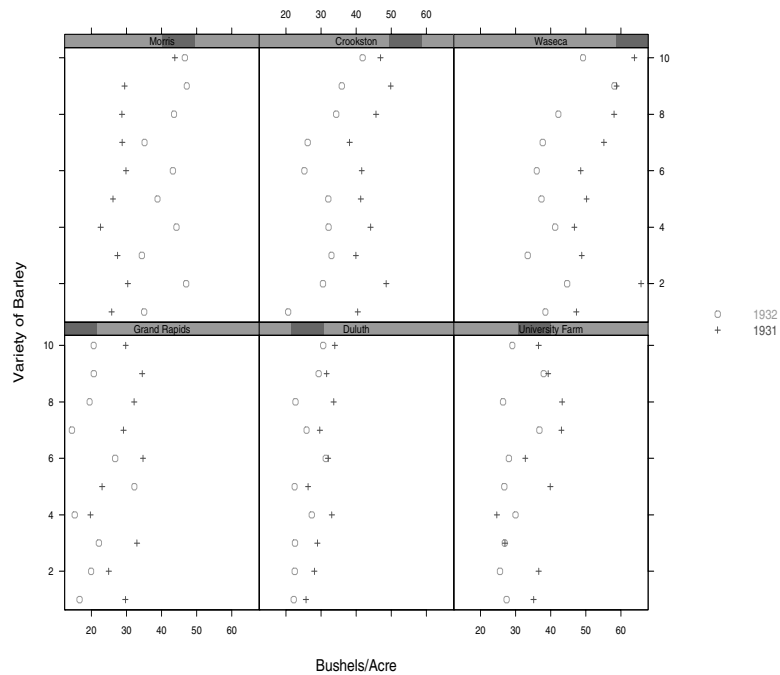 20 30 40 50 60
Morris Crookston Waseca
10
8
6
4
2
Variety of Barley
1932
1931
Grand Rapids Duluth University Farm
10
8
6
4
2
20 30 40 50 60 20 30 40 50 60
Bushels/Acre